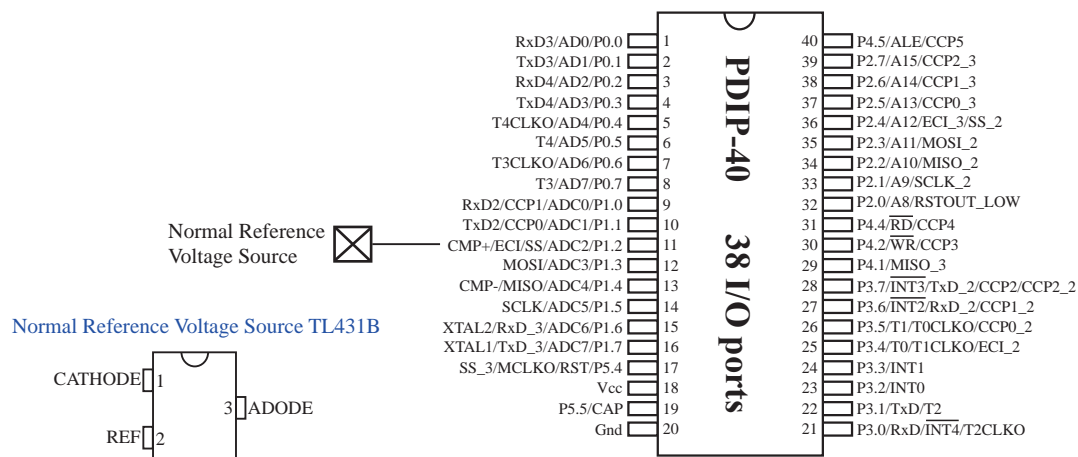 RxD3/AD0/P0.0 1
TxD3/AD1/P0.1 2
RxD4/AD2/P0.2 3
TxD4/AD3/P0.3 4
T4CLKO/AD4/P0.4 5
T4/AD5/P0.5 6
T3CLKO/AD6/P0.6 7
T3/AD7/P0.7 8
RxD2/CCP1/ADC0/P1.0 9
TxD2/CCP0/ADC1/P1.1 10
CMP+/ECI/SS/ADC2/P1.2 11
MOSI/ADC3/P1.3 12
CMP-/MISO/ADC4/P1.4 13
SCLK/ADC5/P1.5 14
XTAL2/RxD_3/ADC6/P1.6 15
XTAL1/TxD_3/ADC7/P1.7 16
SS_3/MCLKO/RST/P5.4 17
Vcc 18
P5.5/CAP 19
Gnd 20
PDIP-40 38 I/O ports
40 P4.5/ALE/CCP5
39 P2.7/A15/CCP2_3
38 P2.6/A14/CCP1_3
37 P2.5/A13/CCP0_3
36 P2.4/A12/ECI_3/SS_2
35 P2.3/A11/MOSI_2
34 P2.2/A10/MISO_2
33 P2.1/A9/SCLK_2
32 P2.0/A8/RSTOUT_LOW
31 P4.4/RD/CCP4
30 P4.2/WR/CCP3
29 P4.1/MISO_3
28 P3.7/INT3/TxD_2/CCP2/CCP2_2
27 P3.6/INT2/RxD_2/CCP1_2
26 P3.5/T1/T0CLKO/CCP0_2
25 P3.4/T0/T1CLKO/ECI_2
24 P3.3/INT1
23 P3.2/INT0
22 P3.1/TxD/T2
21 P3.0/RxD/INT4/T2CLKO
Normal Reference
Voltage Source
Normal Reference Voltage Source TL431B
CATHODE 1
3 ADODE
REF 2